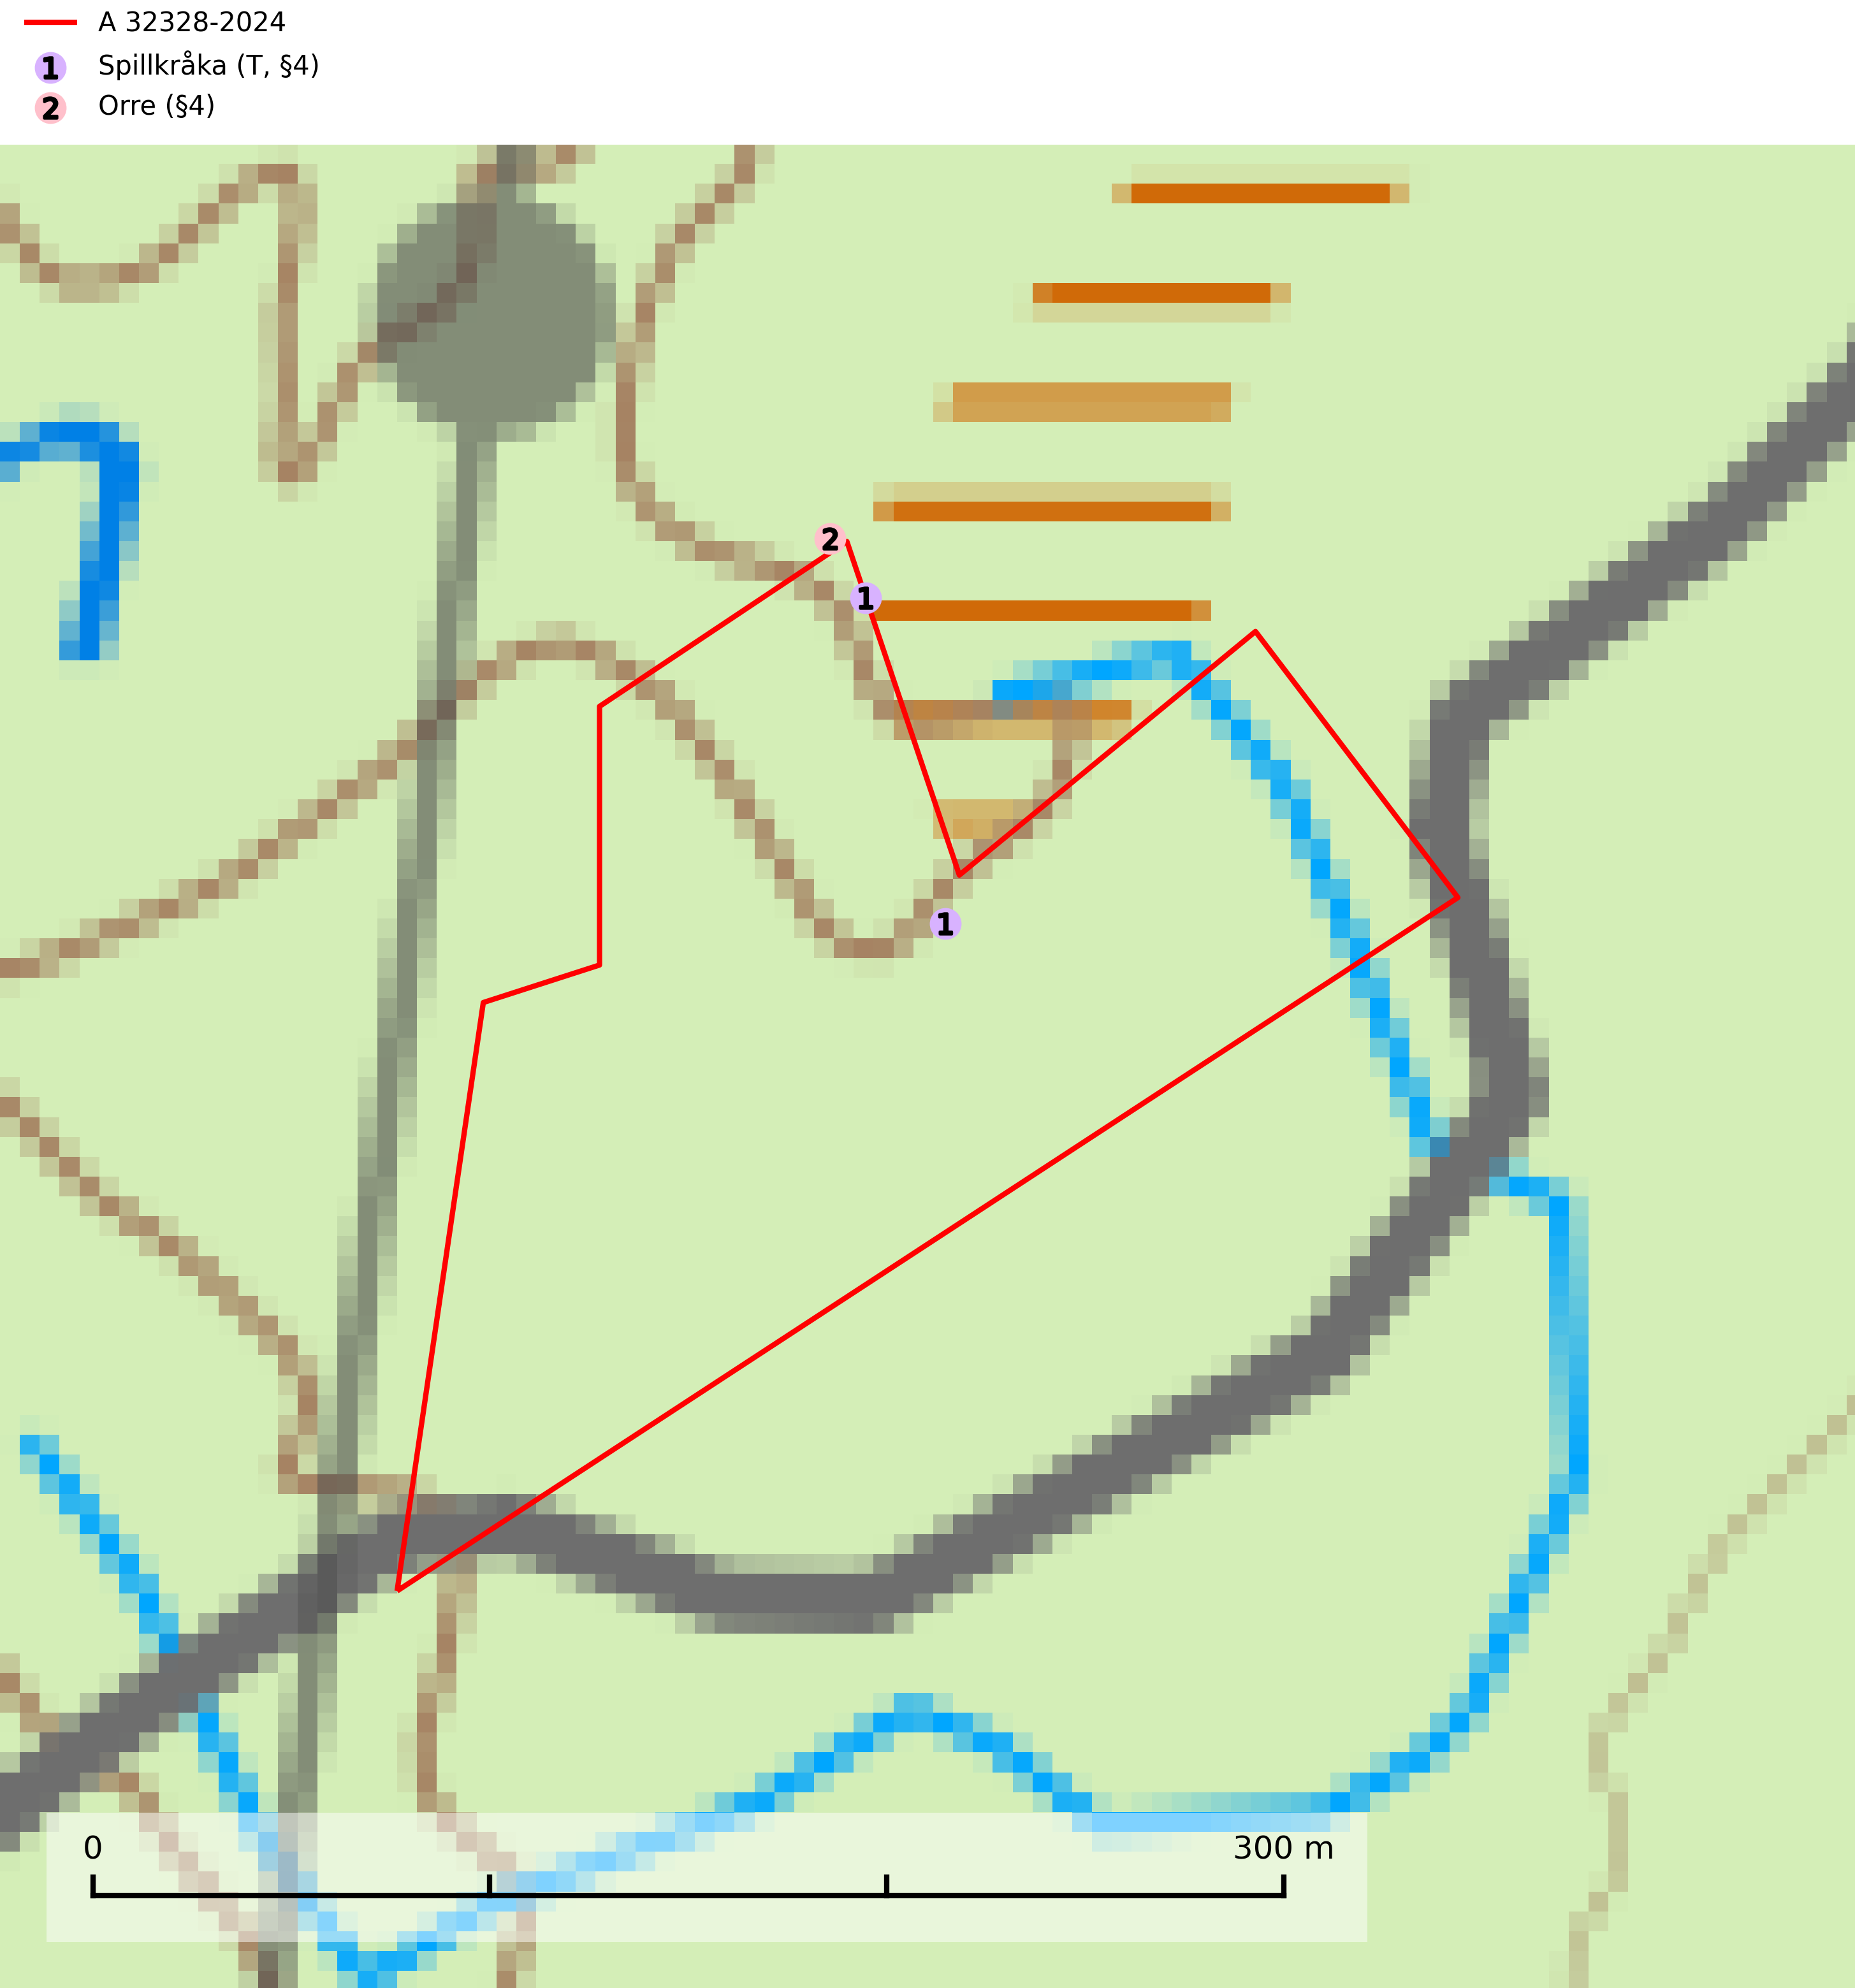 A 32328-2024
1 Spillkråka (T, §4)
2 Orre (§4)
2
1
1
0 300 m